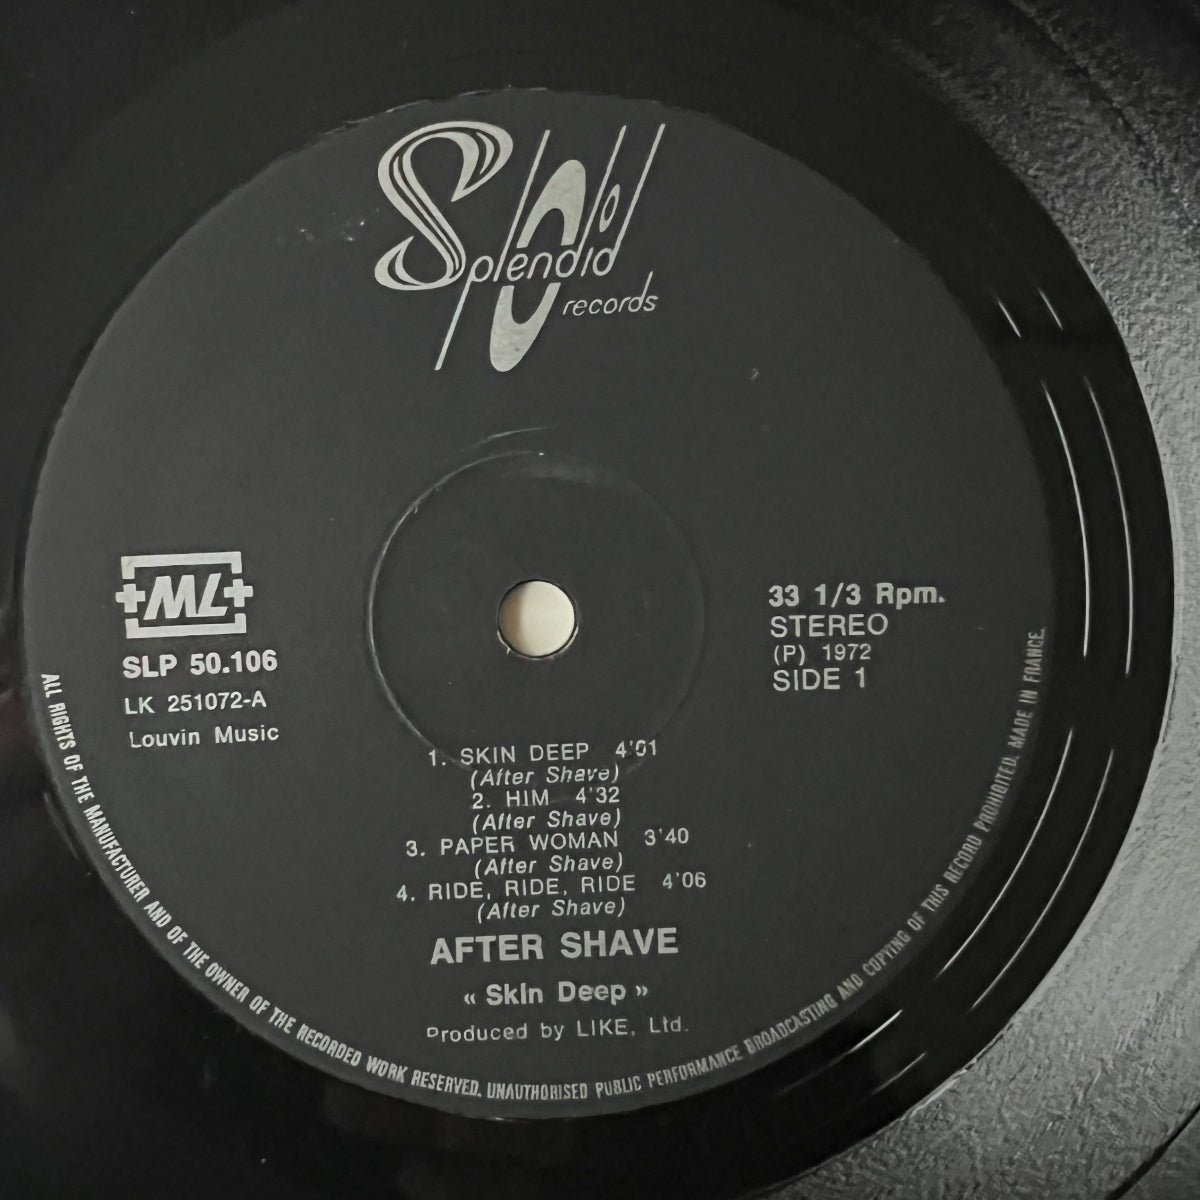 Splendid
records
ML
SLP 50.106
LK 251072-A
Louvin Music
33 1/3 Rpm.
STEREO
(P) 1972
SIDE 1
1. SKIN DEEP 4'01
(After Shave)
2. HIM 4'32
(After Shave)
3. PAPER WOMAN 3'40
(After Shave)
4. RIDE, RIDE, RIDE 4'06
(After Shave)
AFTER SHAVE
« Skin Deep »
Produced by LIKE, Ltd.
ALL RIGHTS OF THE MANUFACTURER AND OF THE OWNER OF THE RECORDED WORK RESERVED. UNAUTHORISED PUBLIC PERFORMANCE BROADCASTING AND COPYING OF THIS RECORD PROHIBITED. MADE IN FRANCE.